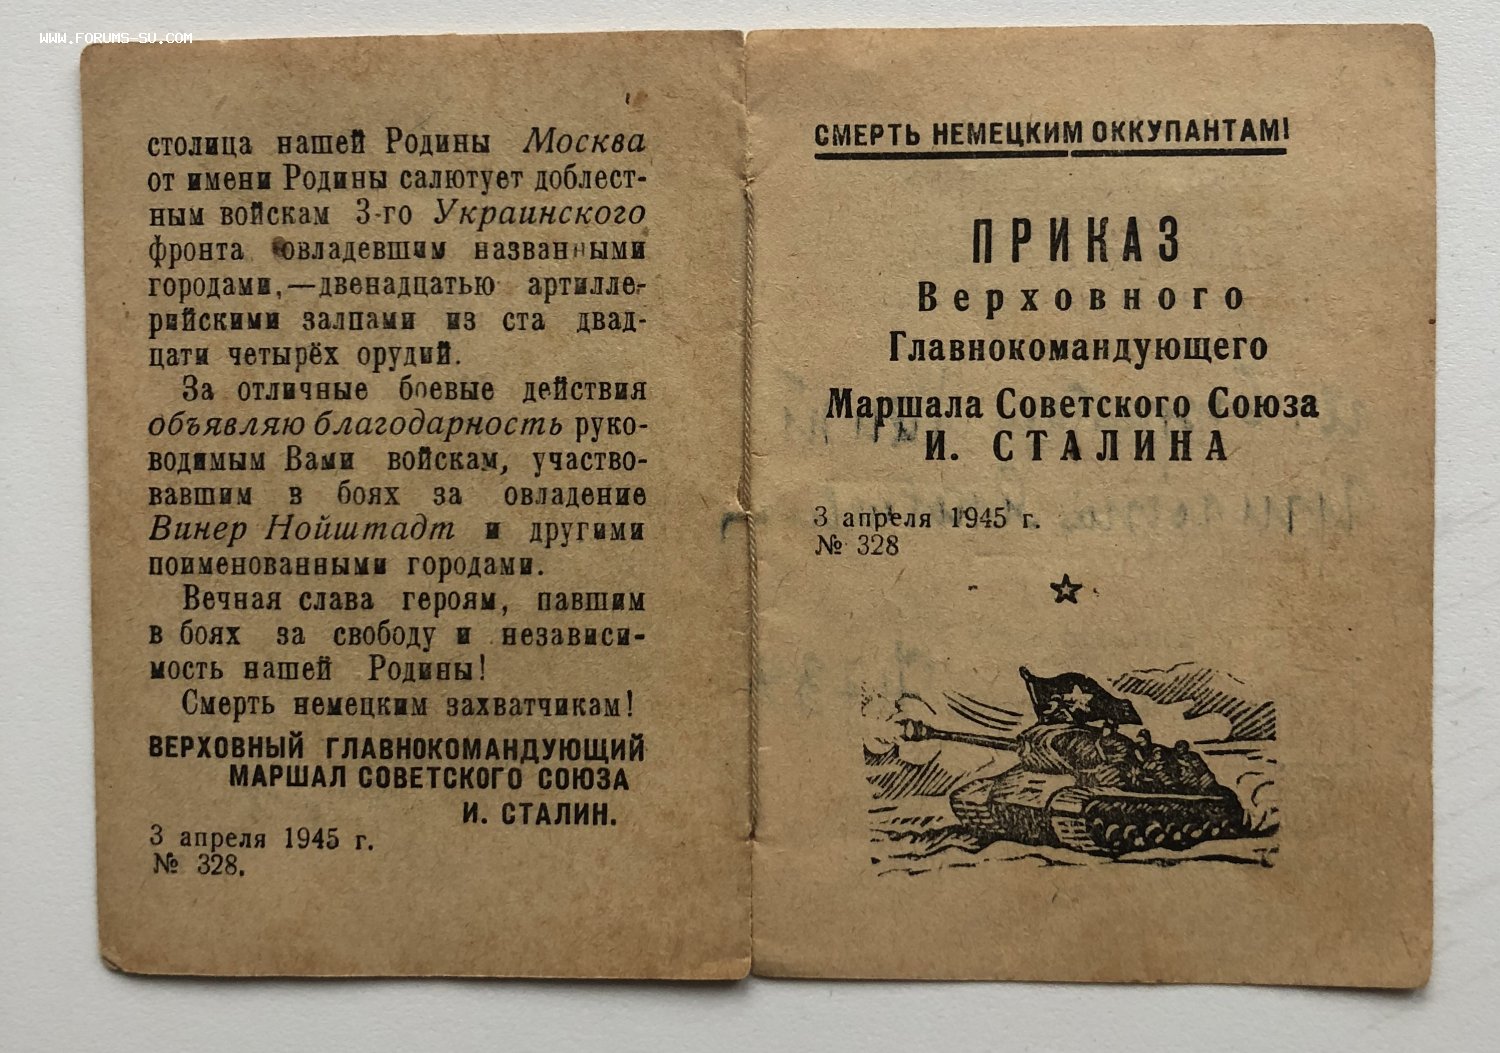 WWW.FORUMS-SU.COM
столица нашей Родины Москва
от имени Родины салютует доблест-
ным войскам 3-го Украинского
фронта овладевшим названными
городами,—двенадцатью артилле-
рийскими залпами из ста двад-
цати четырёх орудий.
За отличные боевые действия
объявляю благодарность руко-
водимым Вами войскам, участво-
вавшим в боях за овладение
Винер Нойштадт и другими
поименованными городами.
Вечная слава героям, павшим
в боях за свободу и независи-
мость нашей Родины!
Смерть немецким захватчикам!
ВЕРХОВНЫЙ ГЛАВНОКОМАНДУЮЩИЙ
МАРШАЛ СОВЕТСКОГО СОЮЗА
И. СТАЛИН.
3 апреля 1945 г.
№ 328.
СМЕРТЬ НЕМЕЦКИМ ОККУПАНТАМ!
ПРИКАЗ
Верховного
Главнокомандующего
Маршала Советского Союза
И. СТАЛИНА
3 апреля 1945 г.
№ 328